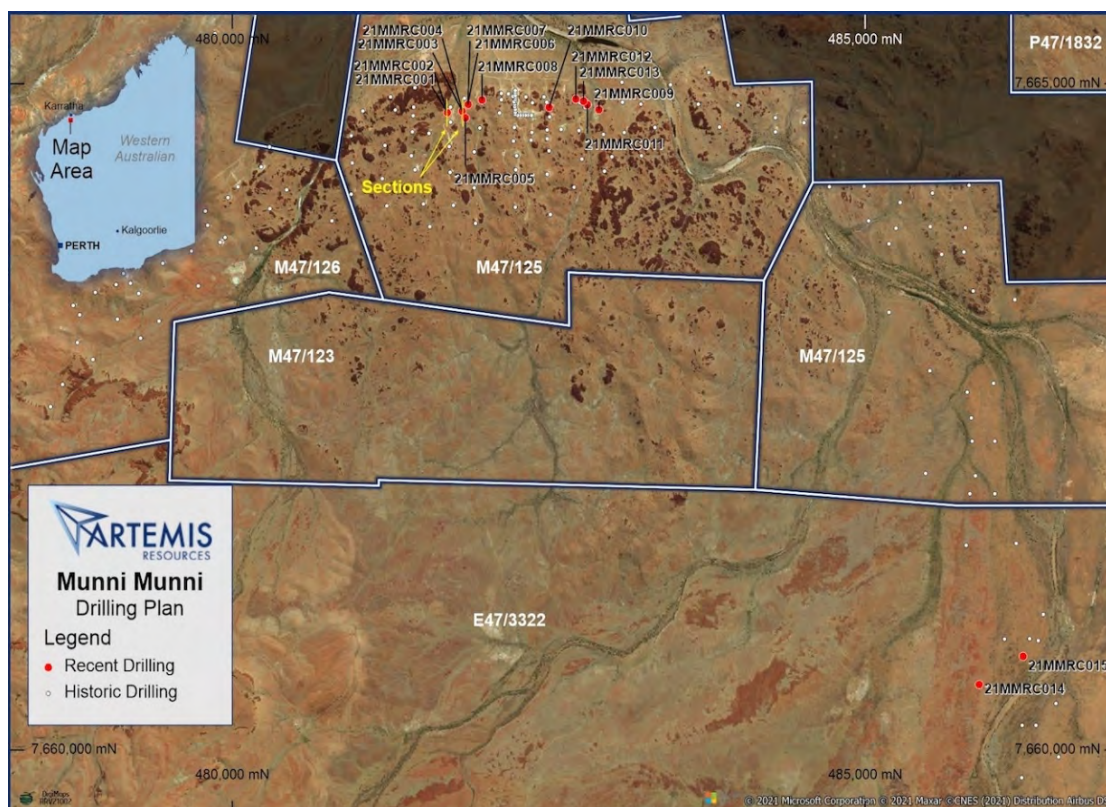 480,000 mN
21MMRC004
21MMRC003
21MMRC002
21MMRC001
21MMRC007
21MMRC006
21MMRC008
21MMRC010
21MMRC012
21MMRC013
21MMRC009
21MMRC011
21MMRC005
485,000 mN
P47/1832
7,665,000 mN
Karratha
Map
Area
Western
Australian
Kalgoorlie
PERTH
Sections
M47/126
M47/125
M47/123
M47/125
ARTEMIS
RESOURCES
Munni Munni
Drilling Plan
Legend
Recent Drilling
Historic Drilling
E47/3322
21MMRC015
21MMRC014
7,660,000 mN
480,000 mN
485,000 mN
7,660,000 mN
© 2021 Microsoft Corporation © 2021 Maxar ©CNES (2021) Distribution Airbus D